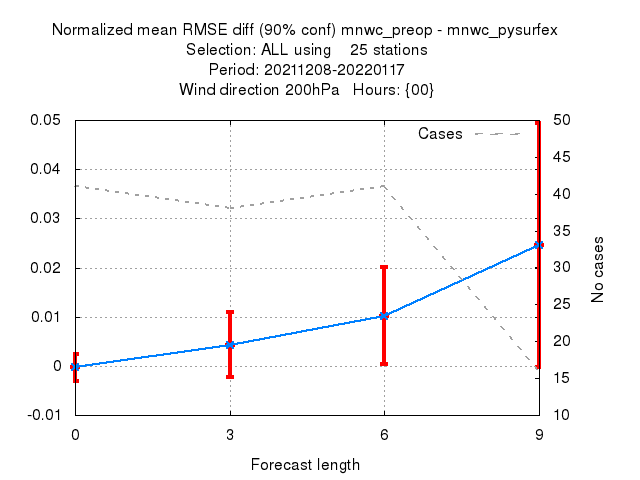 Normalized mean RMSE diff (90% conf) mnwc_preop - mnwc_pysurfex
Selection: ALL using 25 stations
Period: 20211208-20220117
Wind direction 200hPa Hours: {00}
Cases
0.05
0.04
0.03
0.02
0.01
0
-0.01
50
45
40
35
30
25
20
15
10
No cases
0 3 6 9
Forecast length